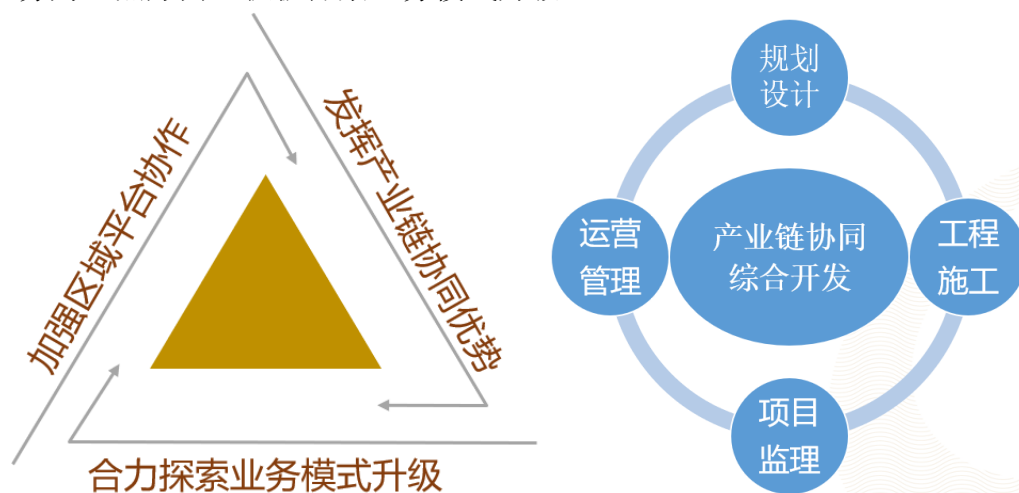 加强区域平台协作
发挥产业链协同优势
合力探索业务模式升级
规划
设计
运营
管理
产业链协同
综合开发
工程
施工
项目
监理